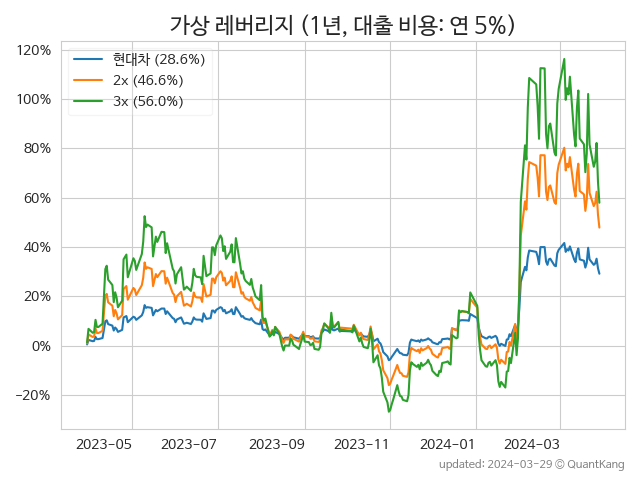 가상 레버리지 (1년, 대출 비용: 연 5%)
현대차 (28.6%)
2x (46.6%)
3x (56.0%)
120%
100%
80%
60%
40%
20%
0%
−20%
2023-05
2023-07
2023-09
2023-11
2024-01
2024-03
updated: 2024-03-29 © QuantKang